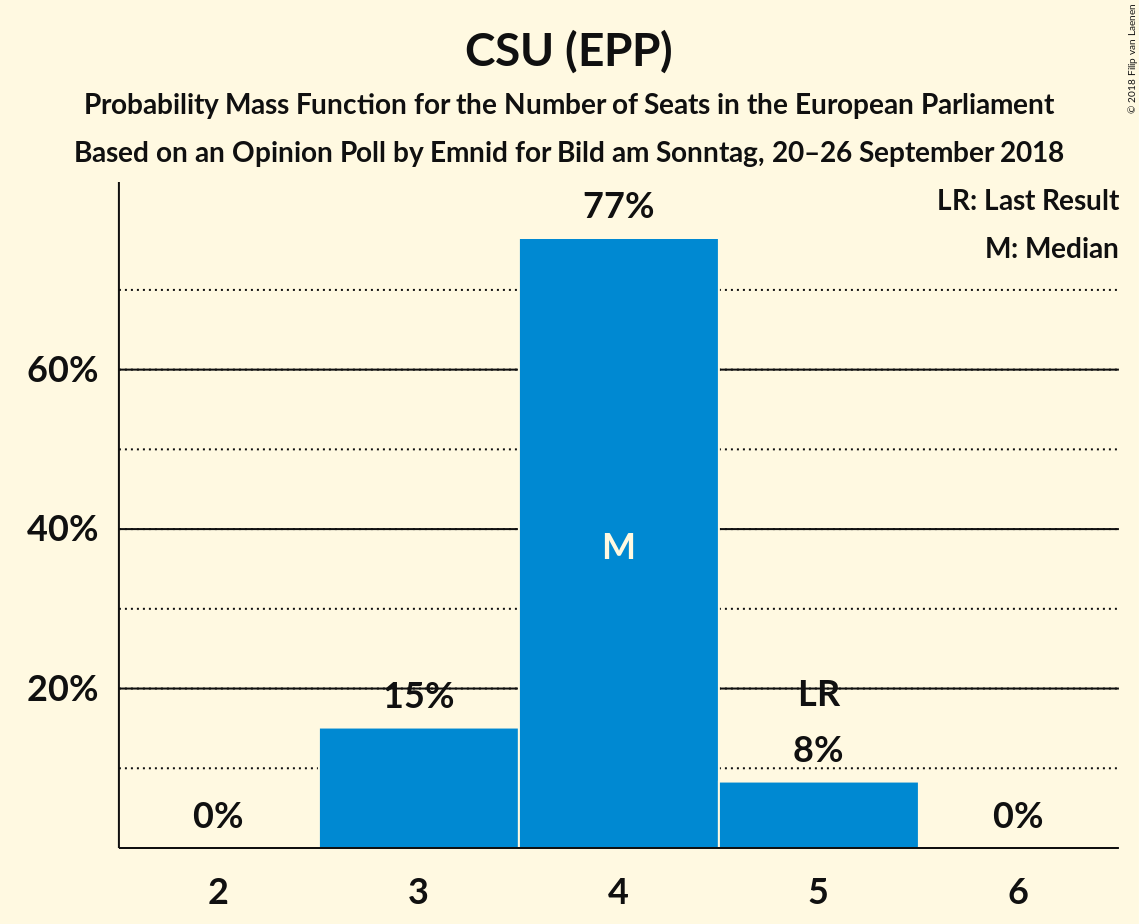 CSU (EPP)
Probability Mass Function for the Number of Seats in the European Parliament
Based on an Opinion Poll by Emnid for Bild am Sonntag, 20–26 September 2018
© 2018 Filip van Laenen
LR: Last Result
M: Median
77%
60%
40%
M
20%
15%
LR
8%
0%
0%
2
3
4
5
6